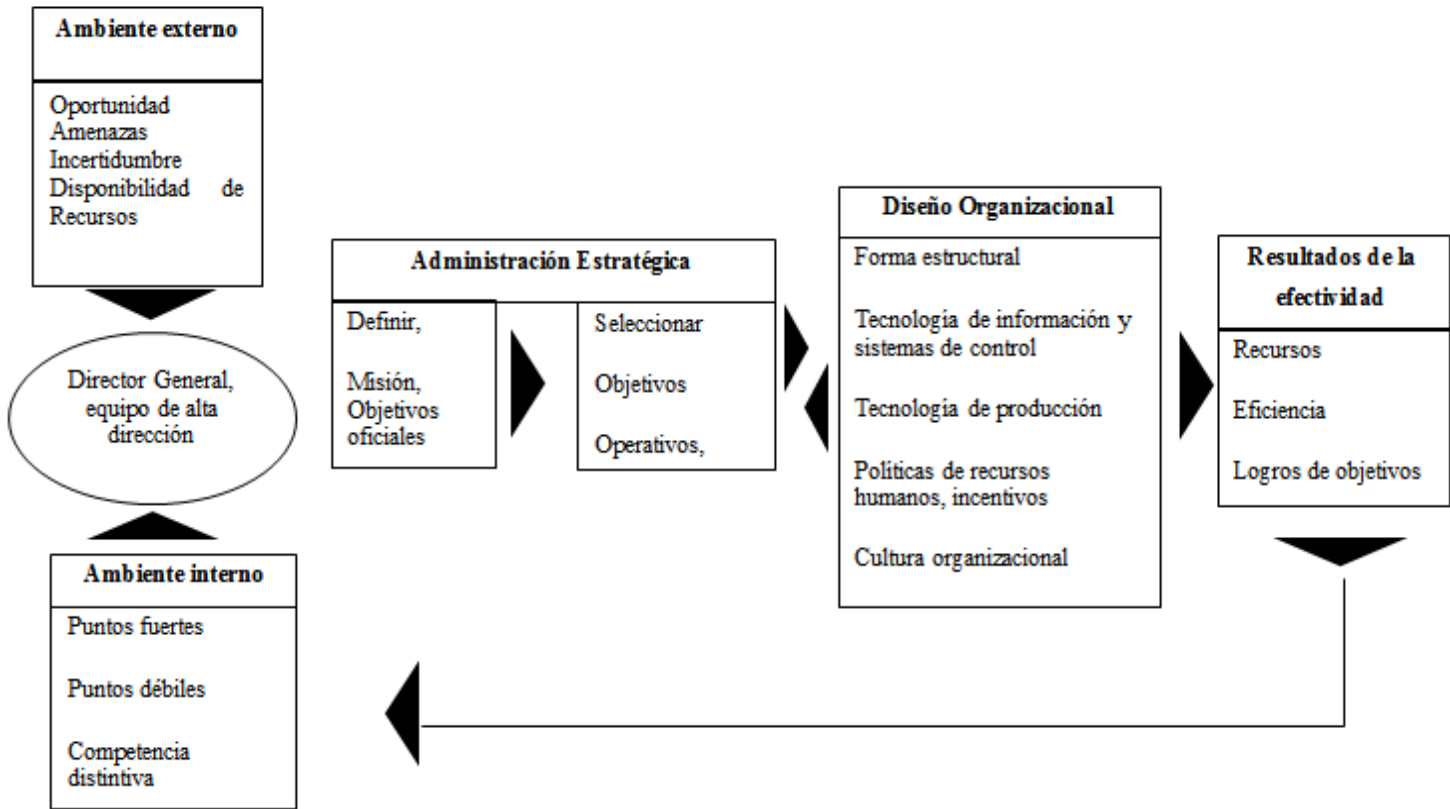 Ambiente externo
Oportunidad
Amenazas
Incertidumbre
Disponibilidad de
Recursos
Director General,
equipo de alta
dirección
Ambiente interno
Puntos fuertes
Puntos débiles
Competencia
distintiva
Administración Estratégica
Definir,
Misión,
Objetivos
oficiales
Seleccionar
Objetivos
Operativos,
Diseño Organizacional
Forma estructural
Tecnología de información y
sistemas de control
Tecnología de producción
Políticas de recursos
humanos, incentivos
Cultura organizacional
Resultados de la
efectividad
Recursos
Eficiencia
Logros de objetivos